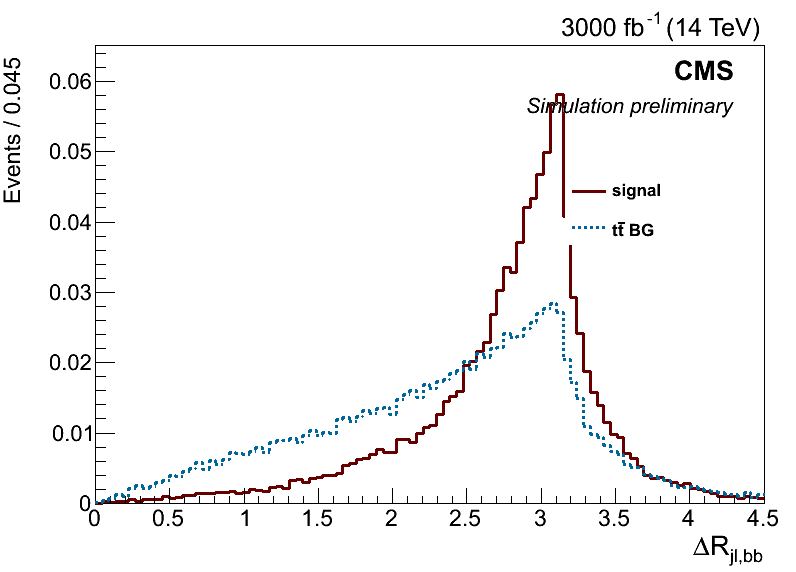 3000 fb⁻¹ (14 TeV)
Events / 0.045
CMS
Simulation preliminary
signal
tt̄ BG
0.06
0.05
0.04
0.03
0.02
0.01
0
0 0.5 1 1.5 2 2.5 3 3.5 4 4.5
ΔR_jl,bb